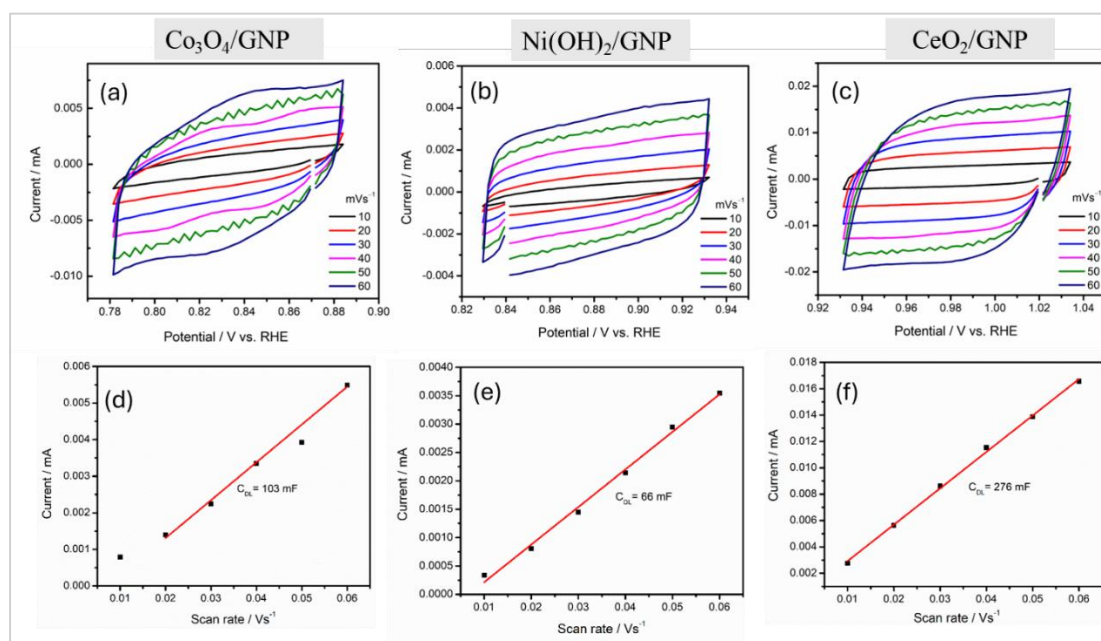 Co₃O₄/GNP
Ni(OH)₂/GNP
CeO₂/GNP
(a)
0.005
0.000
-0.005
-0.010
Current / mA
0.78 0.80 0.82 0.84 0.86 0.88 0.90
Potential / V vs. RHE
mVs⁻¹
10
20
30
40
50
60
(b)
0.006
0.004
0.002
0.000
-0.002
-0.004
Current / mA
0.82 0.84 0.86 0.88 0.90 0.92 0.94
Potential / V vs. RHE
mVs⁻¹
10
20
30
40
50
60
(c)
0.02
0.01
0.00
-0.01
-0.02
Current / mA
0.92 0.94 0.96 0.98 1.00 1.02 1.04
Potential / V vs. RHE
mVs⁻¹
10
20
30
40
50
60
(d)
0.006
0.005
0.004
0.003
0.002
0.001
0.000
Current / mA
C_DL= 103 mF
0.01 0.02 0.03 0.04 0.05 0.06
Scan rate / Vs⁻¹
(e)
0.0040
0.0035
0.0030
0.0025
0.0020
0.0015
0.0010
0.0005
0.0000
Current / mA
C_DL= 66 mF
0.01 0.02 0.03 0.04 0.05 0.06
Scan rate / Vs⁻¹
(f)
0.018
0.016
0.014
0.012
0.010
0.008
0.006
0.004
0.002
Current / mA
C_DL= 276 mF
0.01 0.02 0.03 0.04 0.05 0.06
Scan rate / Vs⁻¹